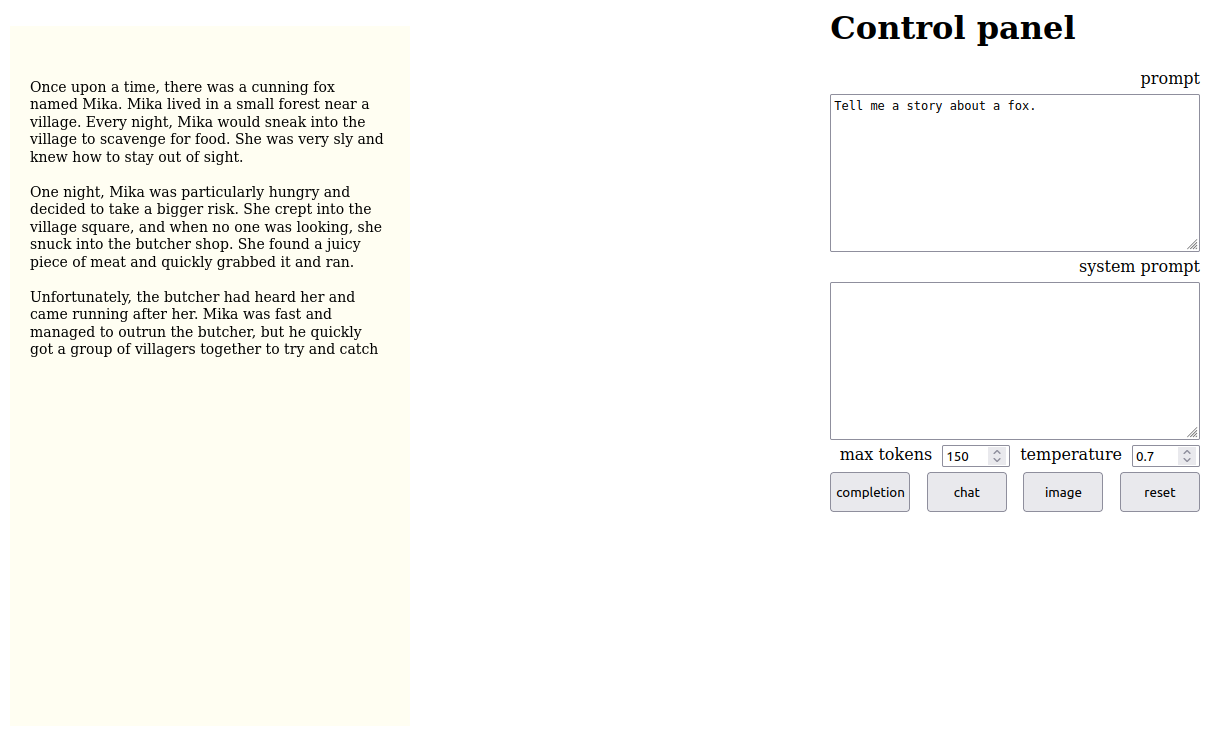 Once upon a time, there was a cunning fox
named Mika. Mika lived in a small forest near a
village. Every night, Mika would sneak into the
village to scavenge for food. She was very sly and
knew how to stay out of sight.
One night, Mika was particularly hungry and
decided to take a bigger risk. She crept into the
village square, and when no one was looking, she
snuck into the butcher shop. She found a juicy
piece of meat and quickly grabbed it and ran.
Unfortunately, the butcher had heard her and
came running after her. Mika was fast and
managed to outrun the butcher, but he quickly
got a group of villagers together to try and catch
Control panel
prompt
Tell me a story about a fox.
system prompt
max tokens 150 temperature 0.7
completion chat image reset